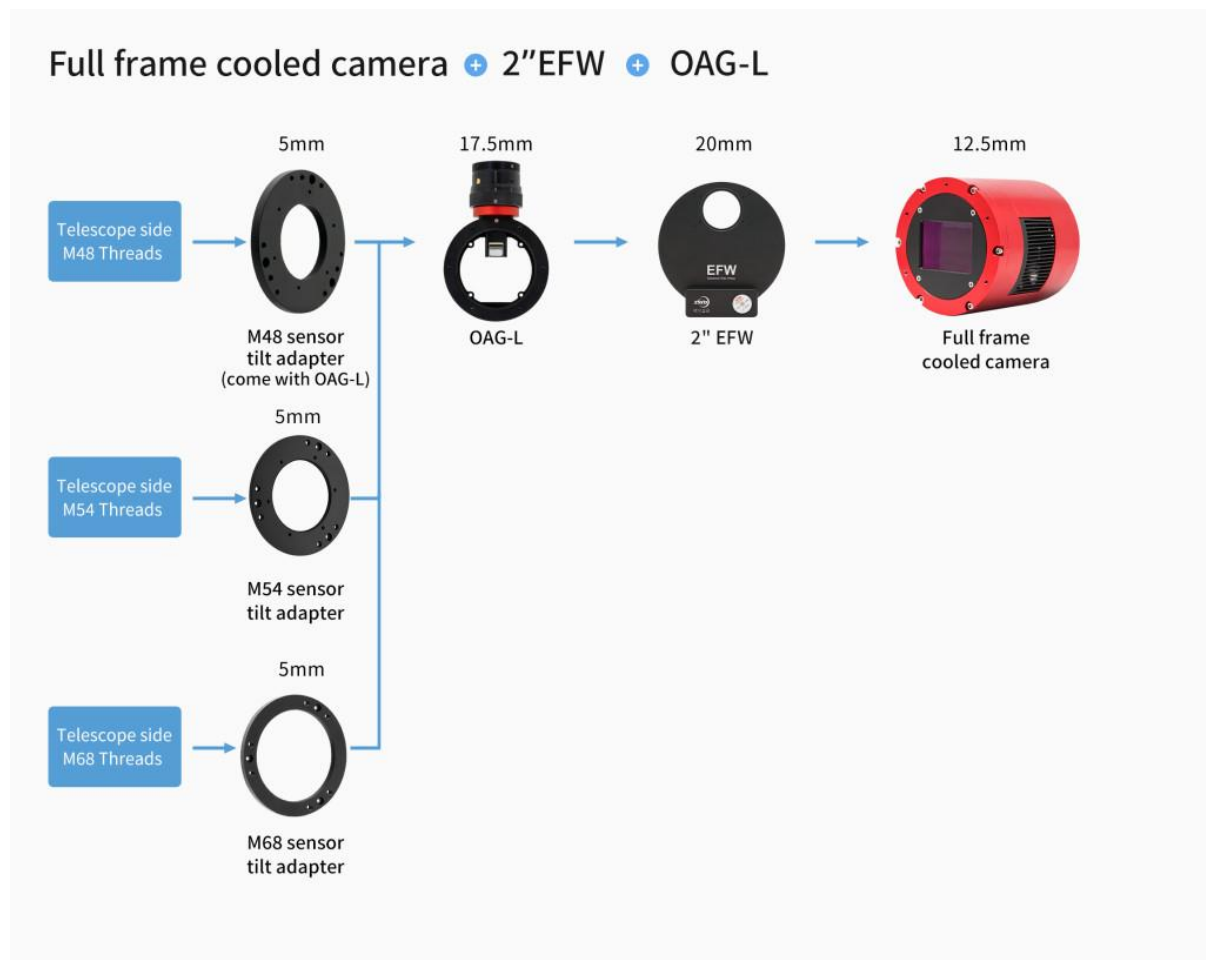 Full frame cooled camera + 2"EFW + OAG-L
5mm
17.5mm
20mm
12.5mm
Telescope side
M48 Threads
EFW
M48 sensor
tilt adapter
(come with OAG-L)
OAG-L
2" EFW
Full frame
cooled camera
5mm
Telescope side
M54 Threads
M54 sensor
tilt adapter
5mm
Telescope side
M68 Threads
M68 sensor
tilt adapter